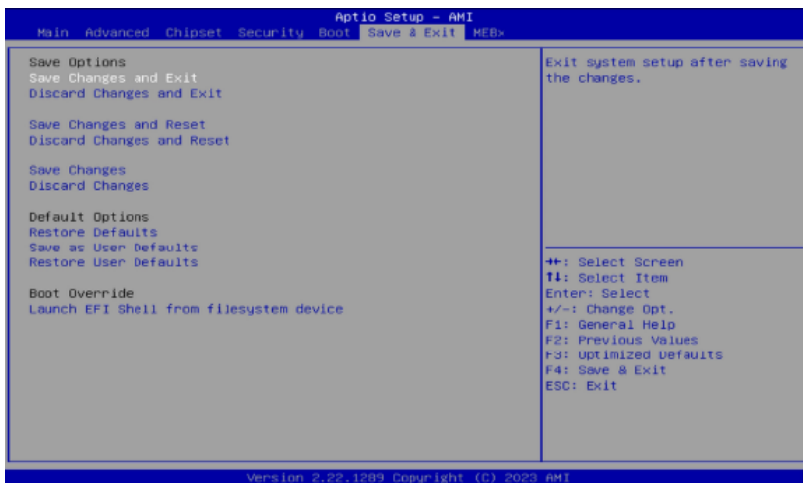 Aptio Setup - AMI
Main Advanced Chipset Security Boot Save & Exit MEBx
Save Options
Save Changes and Exit
Discard Changes and Exit
Save Changes and Reset
Discard Changes and Reset
Save Changes
Discard Changes
Default Options
Restore Defaults
Save as User Defaults
Restore User Defaults
Boot Override
Launch EFI Shell from filesystem device
Exit system setup after saving
the changes.
→←: Select Screen
↑↓: Select Item
Enter: Select
+/-: Change Opt.
F1: General Help
F2: Previous Values
F3: Optimized Defaults
F4: Save & Exit
ESC: Exit
Version 2.22.1289 Copyright (C) 2023 AMI